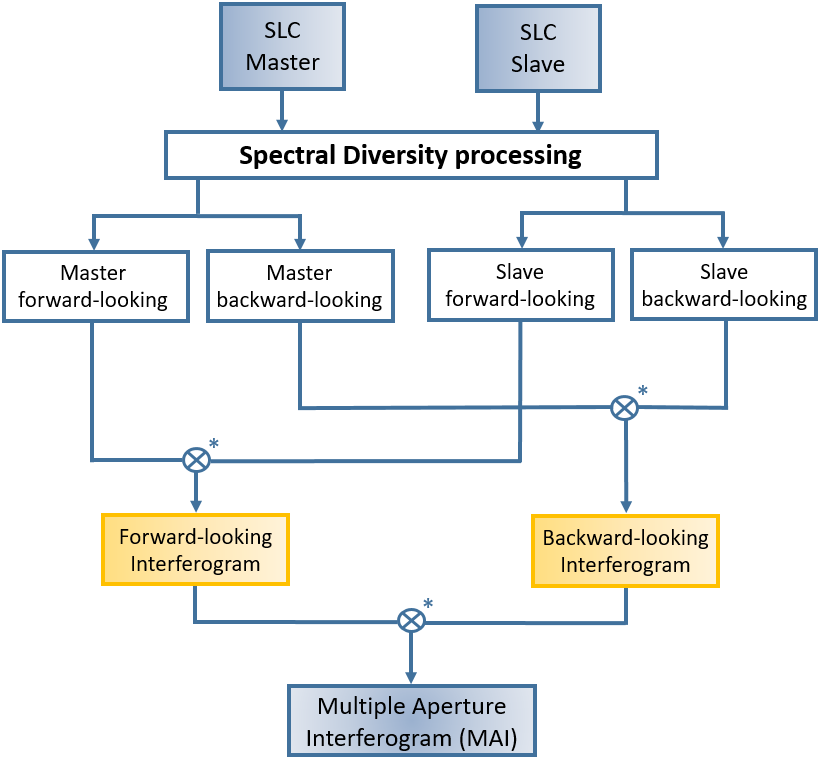 SLC
Master
SLC
Slave
Spectral Diversity processing
Master
forward-looking
Master
backward-looking
Slave
forward-looking
Slave
backward-looking
*
*
Forward-looking
Interferogram
Backward-looking
Interferogram
*
Multiple Aperture
Interferogram (MAI)